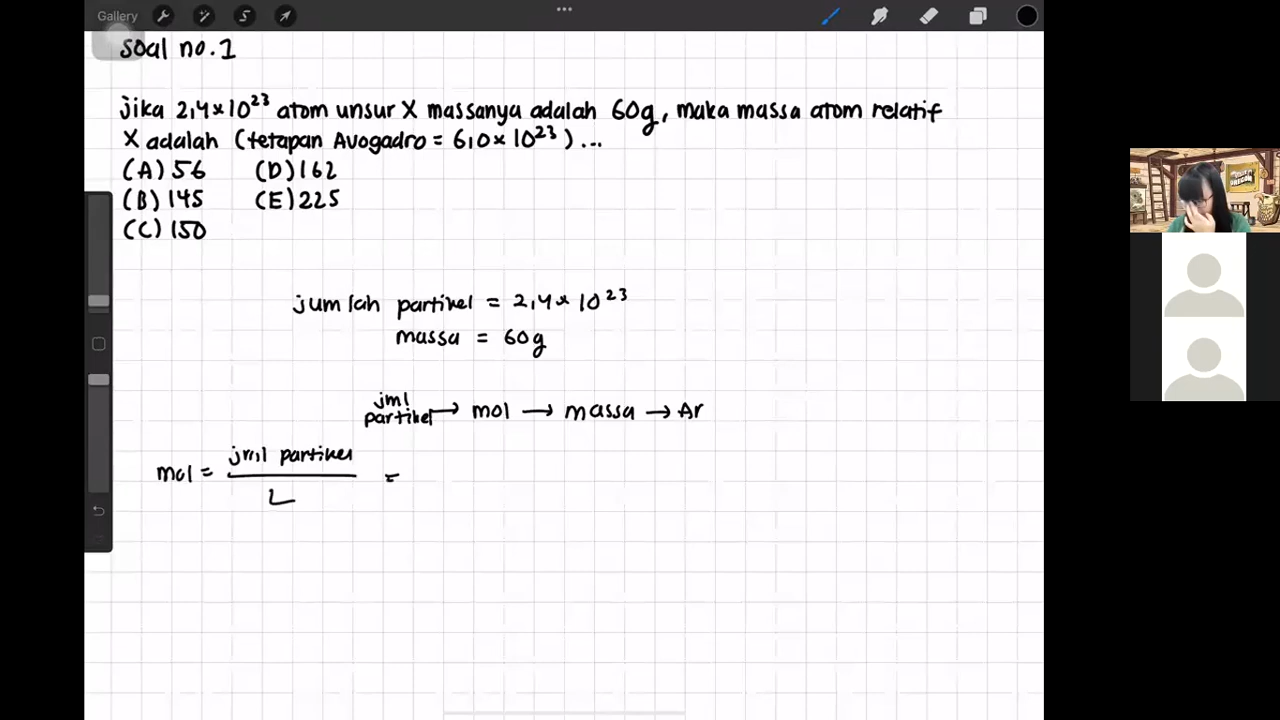 Gallery
soal no.1
jika 2,4×10²³ atom unsur X massanya adalah 60g, maka massa atom relatif
X adalah (tetapan Avogadro = 6,0×10²³) ...
(A) 56 (D) 162
(B) 145 (E) 225
(C) 150
jumlah partikel = 2,4×10²³
massa = 60g
jml partikel → mol → massa → Ar
mol = jml partikel / L =